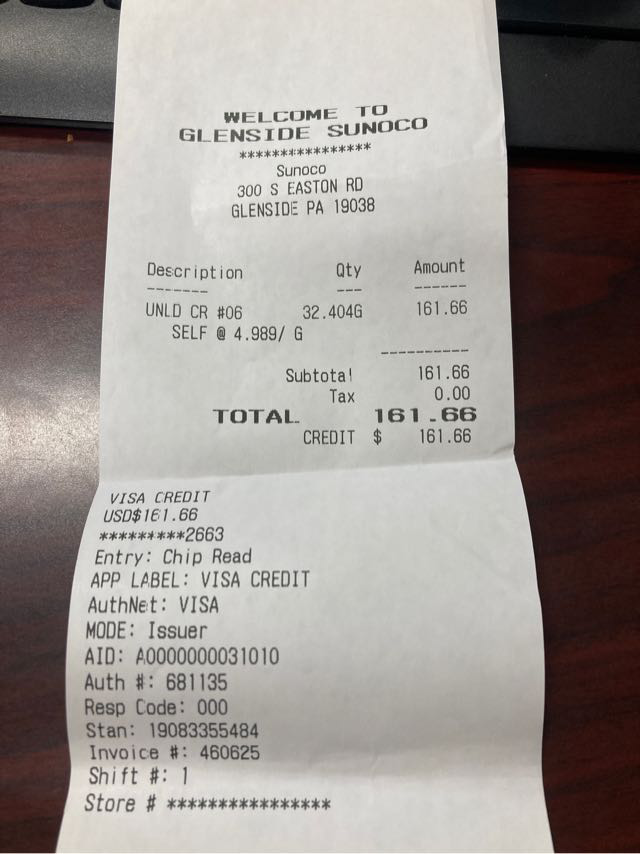 WELCOME TO
GLENSIDE SUNOCO
****************
Sunoco
300 S EASTON RD
GLENSIDE PA 19038
Description Qty Amount
------- --- ------
UNLD CR #06 32.404G 161.66
SELF @ 4.989/ G
----------
Subtotal 161.66
Tax 0.00
TOTAL 161.66
CREDIT $ 161.66
VISA CREDIT
USD$161.66
*********2663
Entry: Chip Read
APP LABEL: VISA CREDIT
AuthNet: VISA
MODE: Issuer
AID: A0000000031010
Auth #: 681135
Resp Code: 000
Stan: 19083355484
Invoice #: 460625
Shift #: 1
Store # ****************